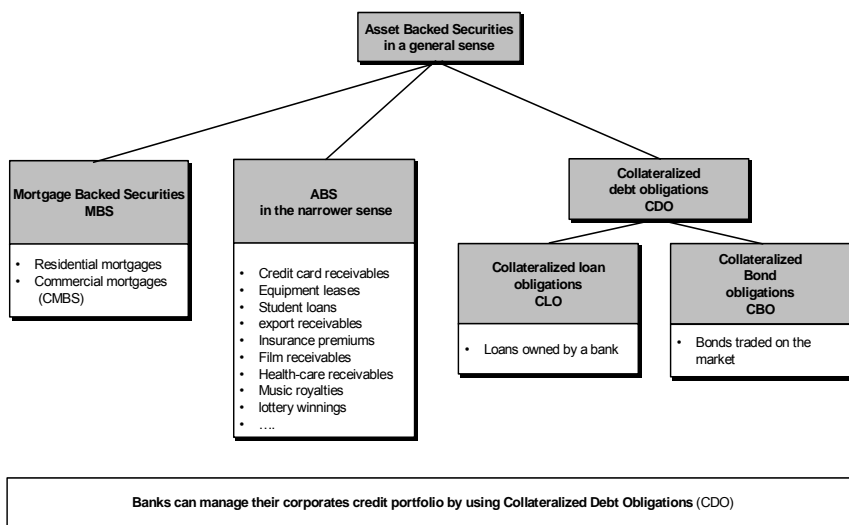 Asset Backed Securities
in a general sense
Mortgage Backed Securities
MBS
• Residential mortgages
• Commercial mortgages
(CMBS)
ABS
in the narrower sense
• Credit card receivables
• Equipment leases
• Student loans
• export receivables
• Insurance premiums
• Film receivables
• Health-care receivables
• Music royalties
• lottery winnings
• ....
Collateralized
debt obligations
CDO
Collateralized loan
obligations
CLO
• Loans owned by a bank
Collateralized
Bond
obligations
CBO
• Bonds traded on the
market
Banks can manage their corporates credit portfolio by using Collateralized Debt Obligations (CDO)